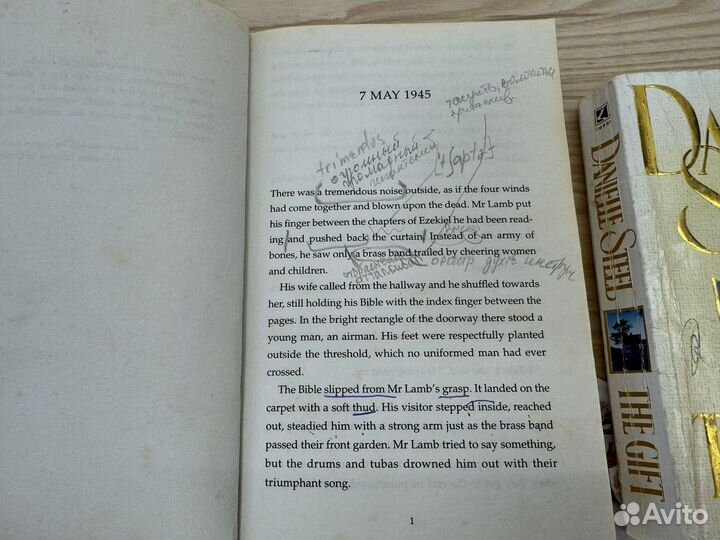 7 MAY 1945
trimendos
огромный
громадный
гигантский
There was a tremendous noise outside, as if the four winds
had come together and blown upon the dead. Mr Lamb put
his finger between the chapters of Ezekiel he had been read-
ing and pushed back the curtain. Instead of an army of
bones, he saw only a brass band trailed by cheering women
and children.
оркестр духов инструм.
His wife called from the hallway and he shuffled towards
her, still holding his Bible with the index finger between the
pages. In the bright rectangle of the doorway there stood a
young man, an airman. His feet were respectfully planted
outside the threshold, which no uniformed man had ever
crossed.
The Bible slipped from Mr Lamb's grasp. It landed on the
carpet with a soft thud. His visitor stepped inside, reached
out, steadied him with a strong arm just as the brass band
passed their front garden. Mr Lamb tried to say something,
but the drums and tubas drowned him out with their
triumphant song.
1
DANIELLE STEEL
THE GIFT
Avito